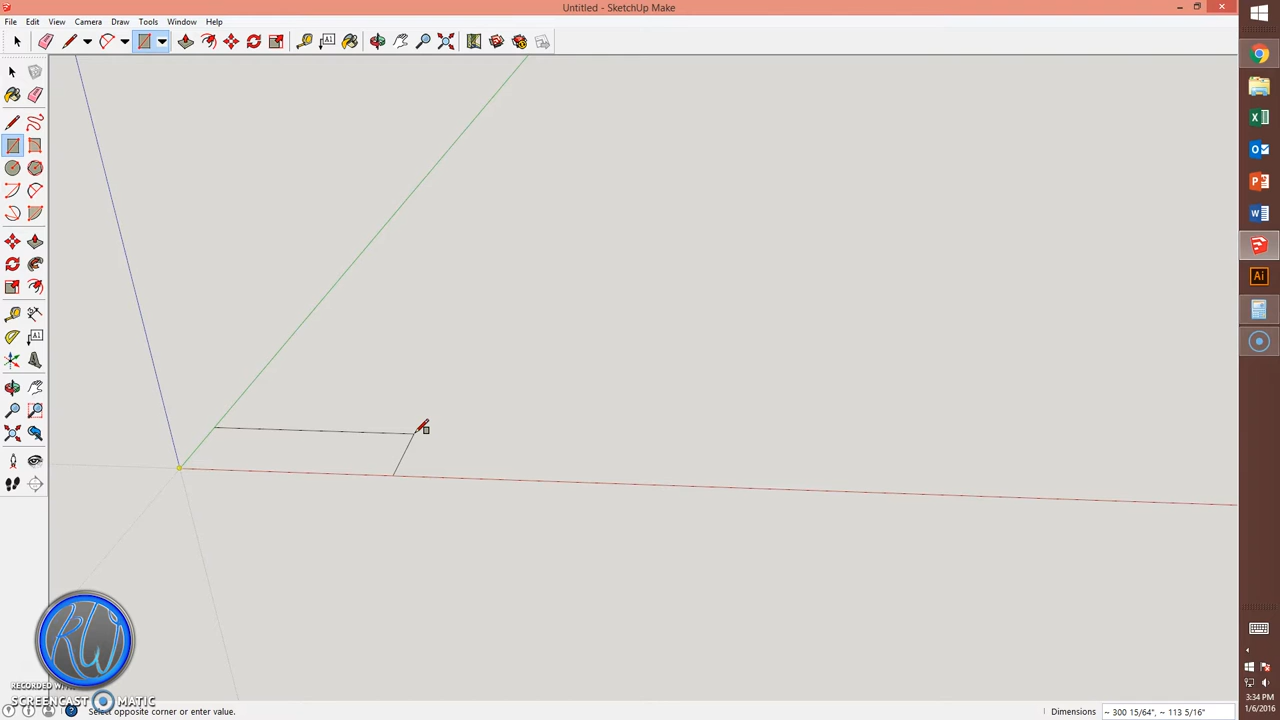 Untitled - SketchUp Make
File Edit View Camera Draw Tools Window Help
RW
RECORDED WITH
SCREENCAST MATIC
Select opposite corner or enter value.
Dimensions ~ 300 15/64", ~ 113 5/16"
3:34 PM
1/6/2016